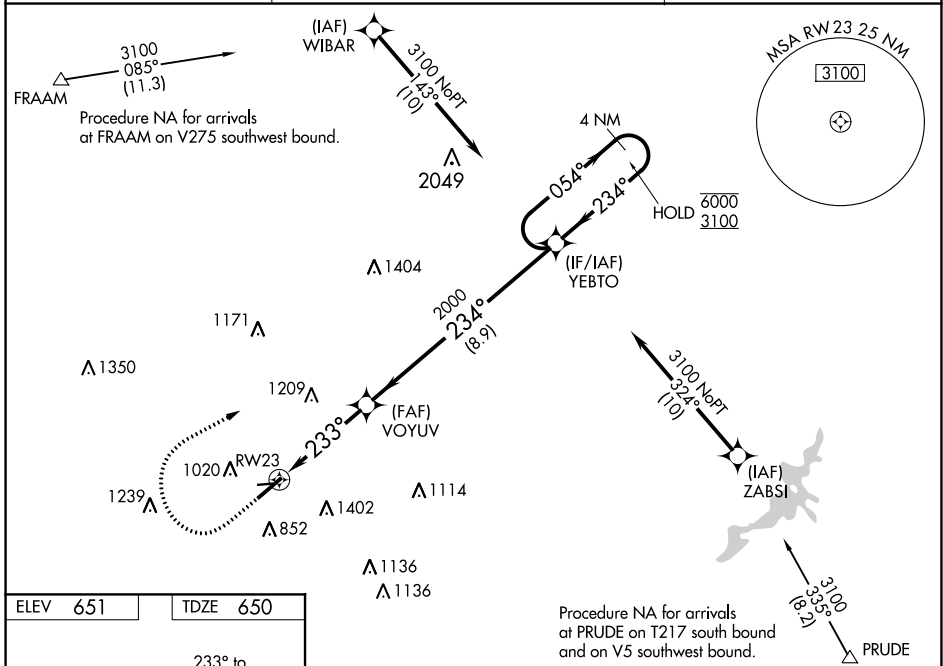 (IAF)
WIBAR
3100
085°
(11.3)
FRAAM
Procedure NA for arrivals
at FRAAM on V275 southwest bound.
3100 NoPT
143°
(10)
2049
MSA RW 23 25 NM
3100
4 NM
054°
234°
HOLD
6000
3100
(IF/IAF)
YEBTO
1404
2000
234°
(8.9)
1171
1350
1209
(FAF)
VOYUV
3100 NoPT
324°
(10)
233°
1020
RW23
(IAF)
ZABSI
1239
1402
1114
852
1136
1136
3100
335°
(8.2)
PRUDE
Procedure NA for arrivals
at PRUDE on T217 south bound
and on V5 southwest bound.
ELEV 651
TDZE 650
233° to